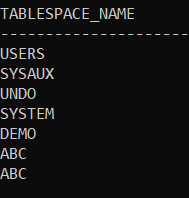 TABLESPACE_NAME
---------------------
USERS
SYSAUX
UNDO
SYSTEM
DEMO
ABC
ABC